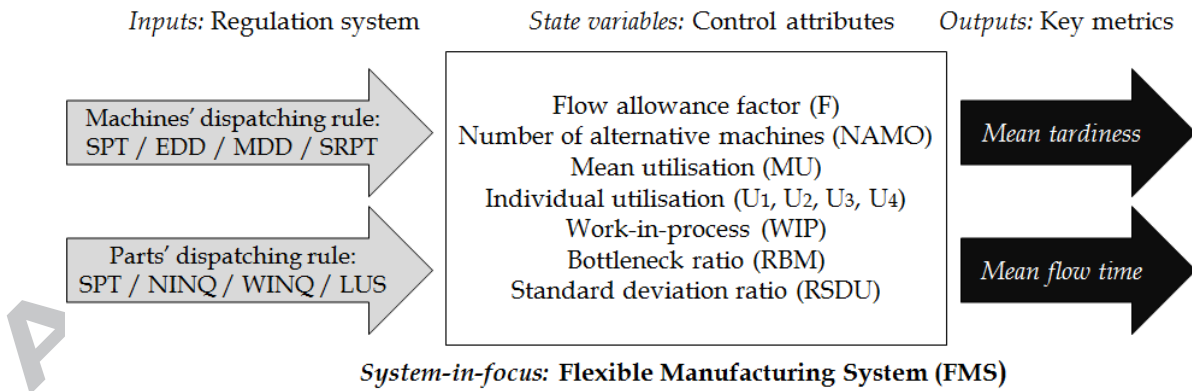 Inputs: Regulation system
State variables: Control attributes
Outputs: Key metrics
Machines' dispatching rule:
SPT / EDD / MDD / SRPT
Parts' dispatching rule:
SPT / NINQ / WINQ / LUS
Flow allowance factor (F)
Number of alternative machines (NAMO)
Mean utilisation (MU)
Individual utilisation (U1, U2, U3, U4)
Work-in-process (WIP)
Bottleneck ratio (RBM)
Standard deviation ratio (RSDU)
Mean tardiness
Mean flow time
System-in-focus: Flexible Manufacturing System (FMS)
A